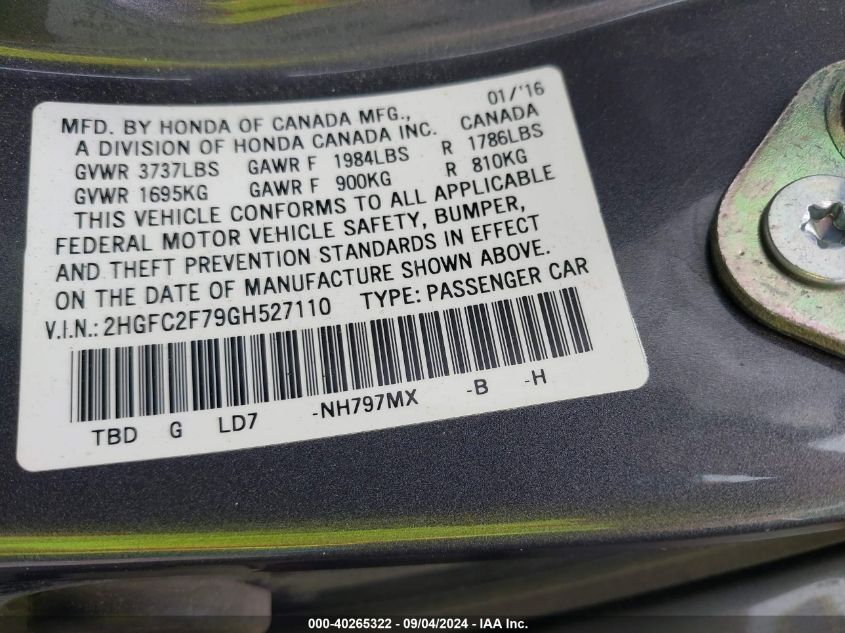 MFD. BY HONDA OF CANADA MFG., 01/'16
A DIVISION OF HONDA CANADA INC. CANADA
GVWR 3737LBS GAWR F 1984LBS R 1786LBS
GVWR 1695KG GAWR F 900KG R 810KG
THIS VEHICLE CONFORMS TO ALL APPLICABLE
FEDERAL MOTOR VEHICLE SAFETY, BUMPER,
AND THEFT PREVENTION STANDARDS IN EFFECT
ON THE DATE OF MANUFACTURE SHOWN ABOVE.
V.I.N.: 2HGFC2F79GH527110 TYPE: PASSENGER CAR
TBD G LD7 -NH797MX -B -H
000-40265322 - 09/04/2024 - IAA Inc.